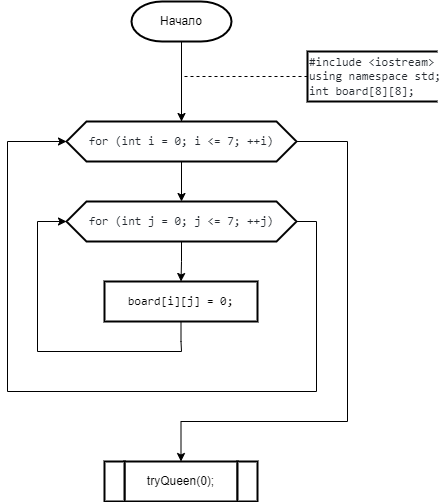 Начало
#include <iostream>
using namespace std;
int board[8][8];
for (int i = 0; i <= 7; ++i)
for (int j = 0; j <= 7; ++j)
board[i][j] = 0;
tryQueen(0);